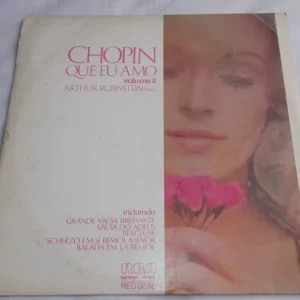 CHOPIN
QUE EU AMO
volume 2
ARTHUR RUBINSTEIN
incluindo
GRANDE VALSA BRILHANTE
VALSA DO ADEUS
BERCEUSE
SCHERZO EM SI BEMOL MENOR
BALADA EM LÁ BEMOL
RCA
RED SEAL